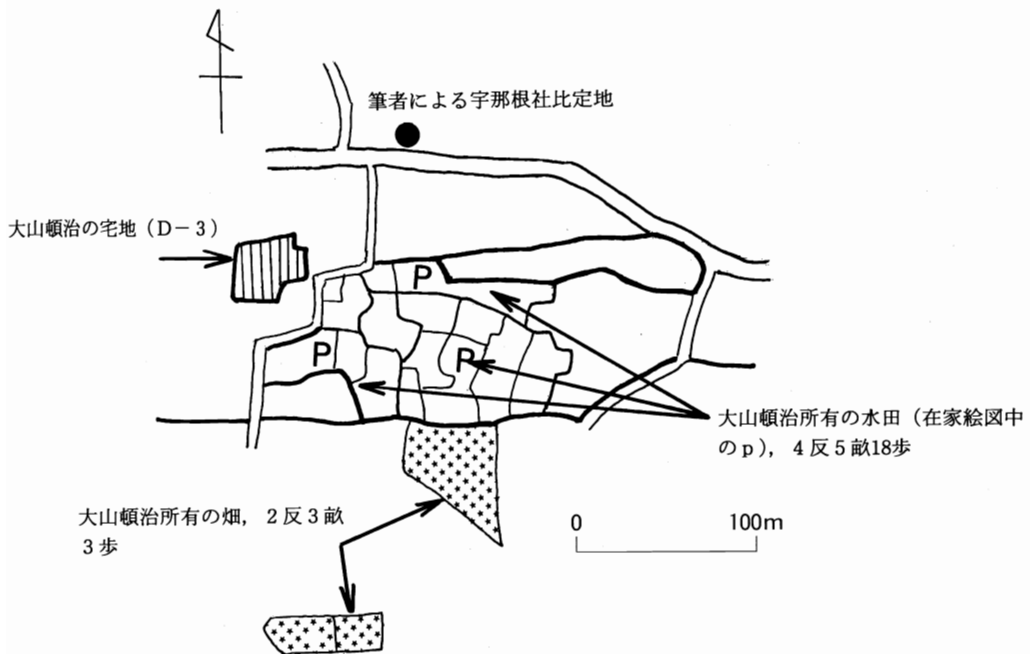 筆者による宇那根社比定地
大山頓治の宅地（D－3）
P
P
P
大山頓治所有の水田（在家絵図中
のp），4反5畝18歩
大山頓治所有の畑，2反3畝
3歩
0 100m